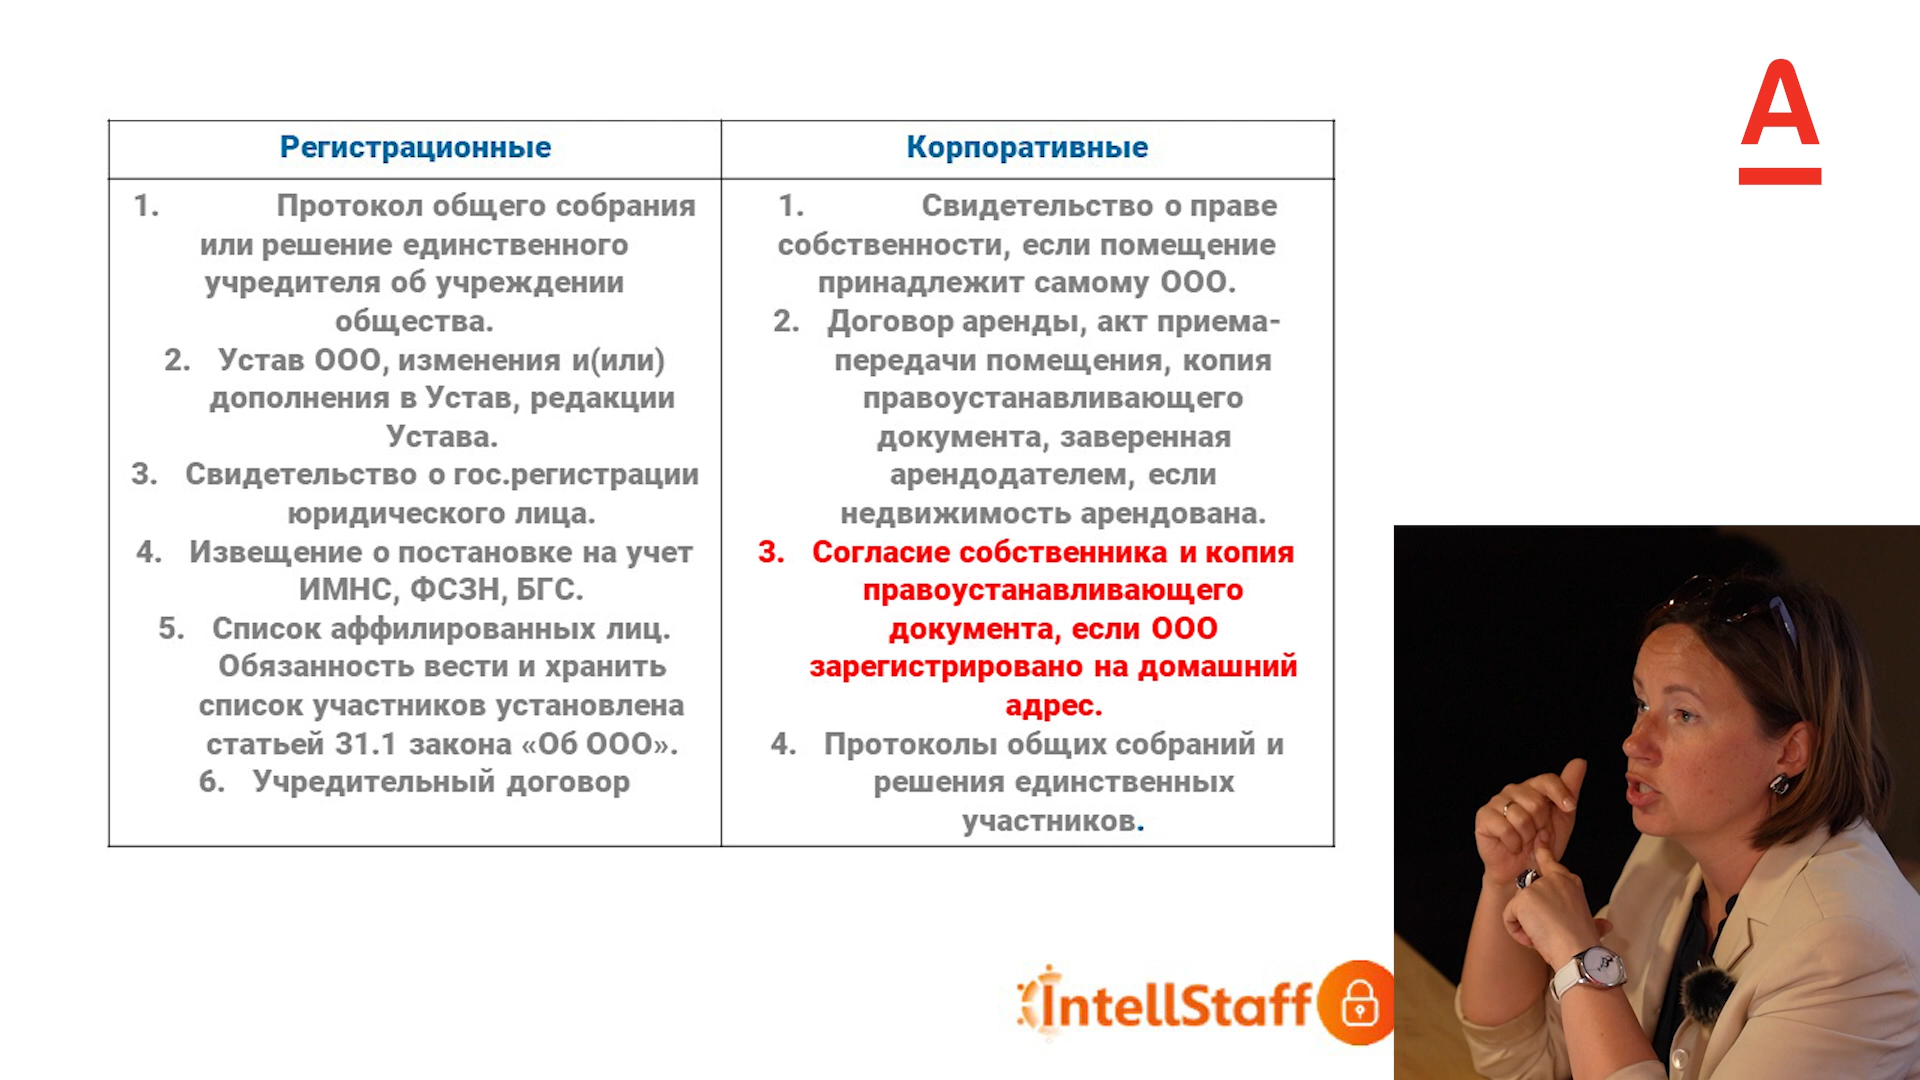 Регистрационные
1. Протокол общего собрания
или решение единственного
учредителя об учреждении
общества.
2. Устав ООО, изменения и(или)
дополнения в Устав, редакции
Устава.
3. Свидетельство о гос.регистрации
юридического лица.
4. Извещение о постановке на учет
ИМНС, ФСЗН, БГС.
5. Список аффилированных лиц.
Обязанность вести и хранить
список участников установлена
статьей 31.1 закона «Об ООО».
6. Учредительный договор
Корпоративные
1. Свидетельство о праве
собственности, если помещение
принадлежит самому ООО.
2. Договор аренды, акт приема-
передачи помещения, копия
правоустанавливающего
документа, заверенная
арендодателем, если
недвижимость арендована.
3. Согласие собственника и копия
правоустанавливающего
документа, если ООО
зарегистрировано на домашний
адрес.
4. Протоколы общих собраний и
решения единственных
участников.
А
IntellStaff